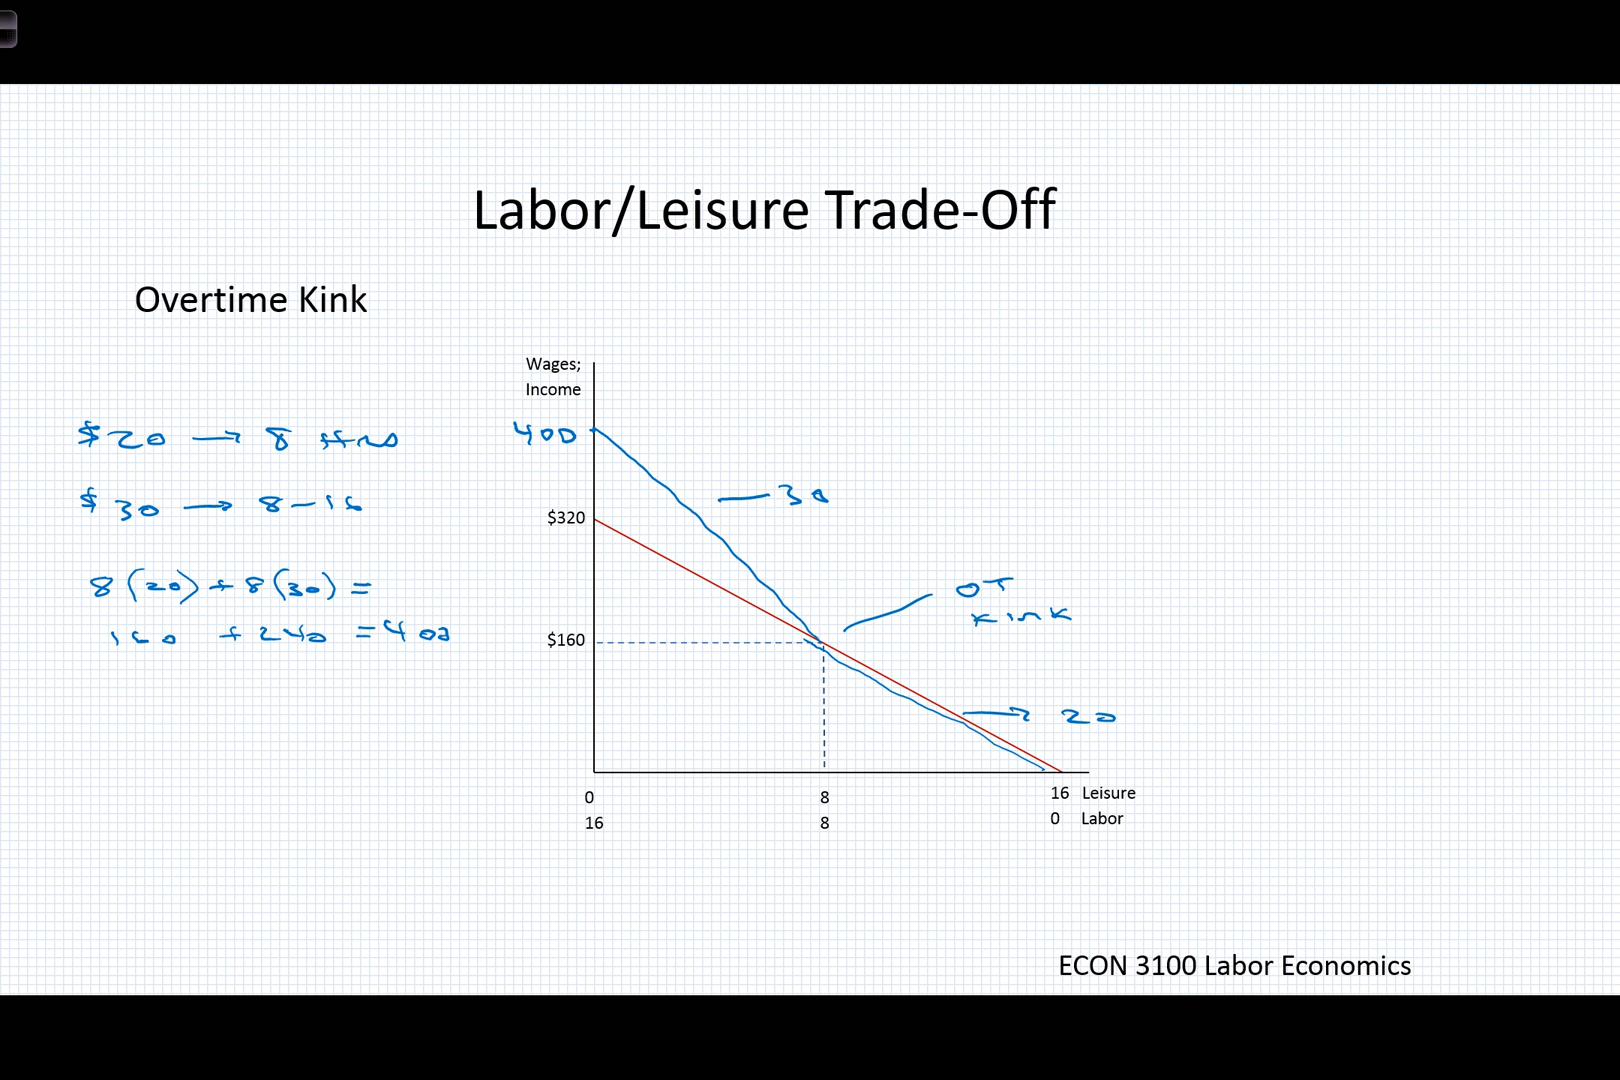 Labor/Leisure Trade-Off
Overtime Kink
$20 → 8 Hrs
$30 → 8-16
8(20) + 8(30) =
160 + 240 = 400
Wages;
Income
400
$320
$160
30
OT
Kink
20
0 8 16 Leisure
16 8 0 Labor
ECON 3100 Labor Economics